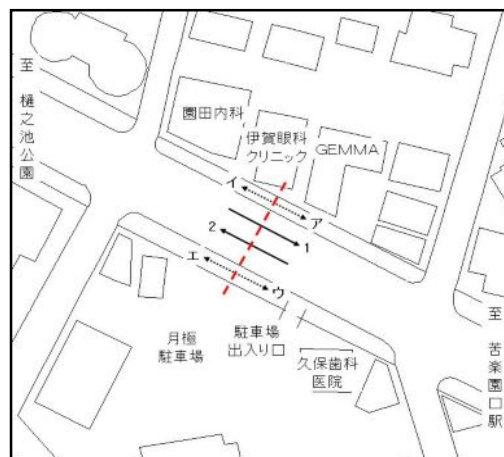 至 樋之池公園
園田内科
伊賀眼科
クリニック
GEMMA
イ
ア
2
1
エ
ウ
月極
駐車場
駐車場
出入り口
久保歯科
医院
至 苦楽園口駅